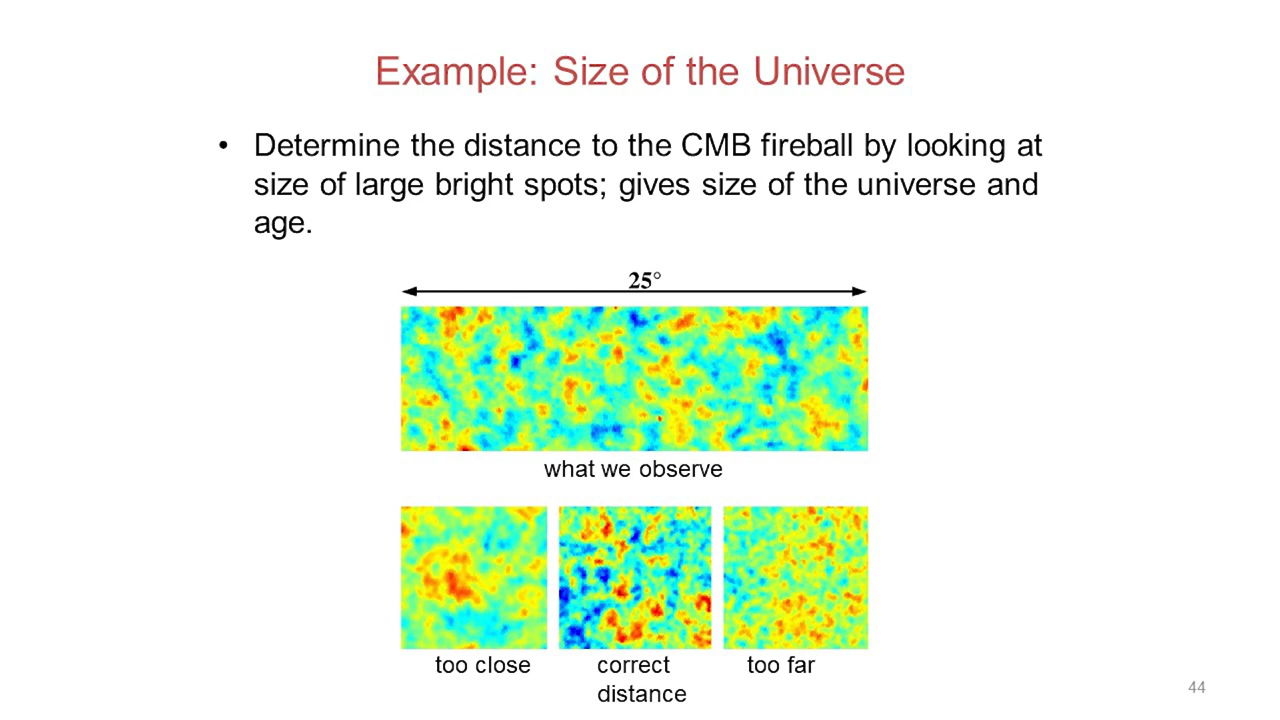 Example: Size of the Universe
• Determine the distance to the CMB fireball by looking at
size of large bright spots; gives size of the universe and
age.
25°
what we observe
too close
correct
distance
too far
44